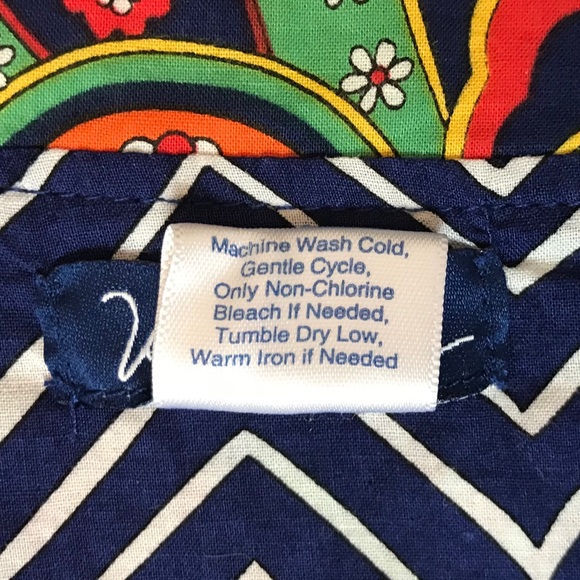 Machine Wash Cold,
Gentle Cycle,
Only Non-Chlorine
Bleach If Needed,
Tumble Dry Low,
Warm Iron if Needed